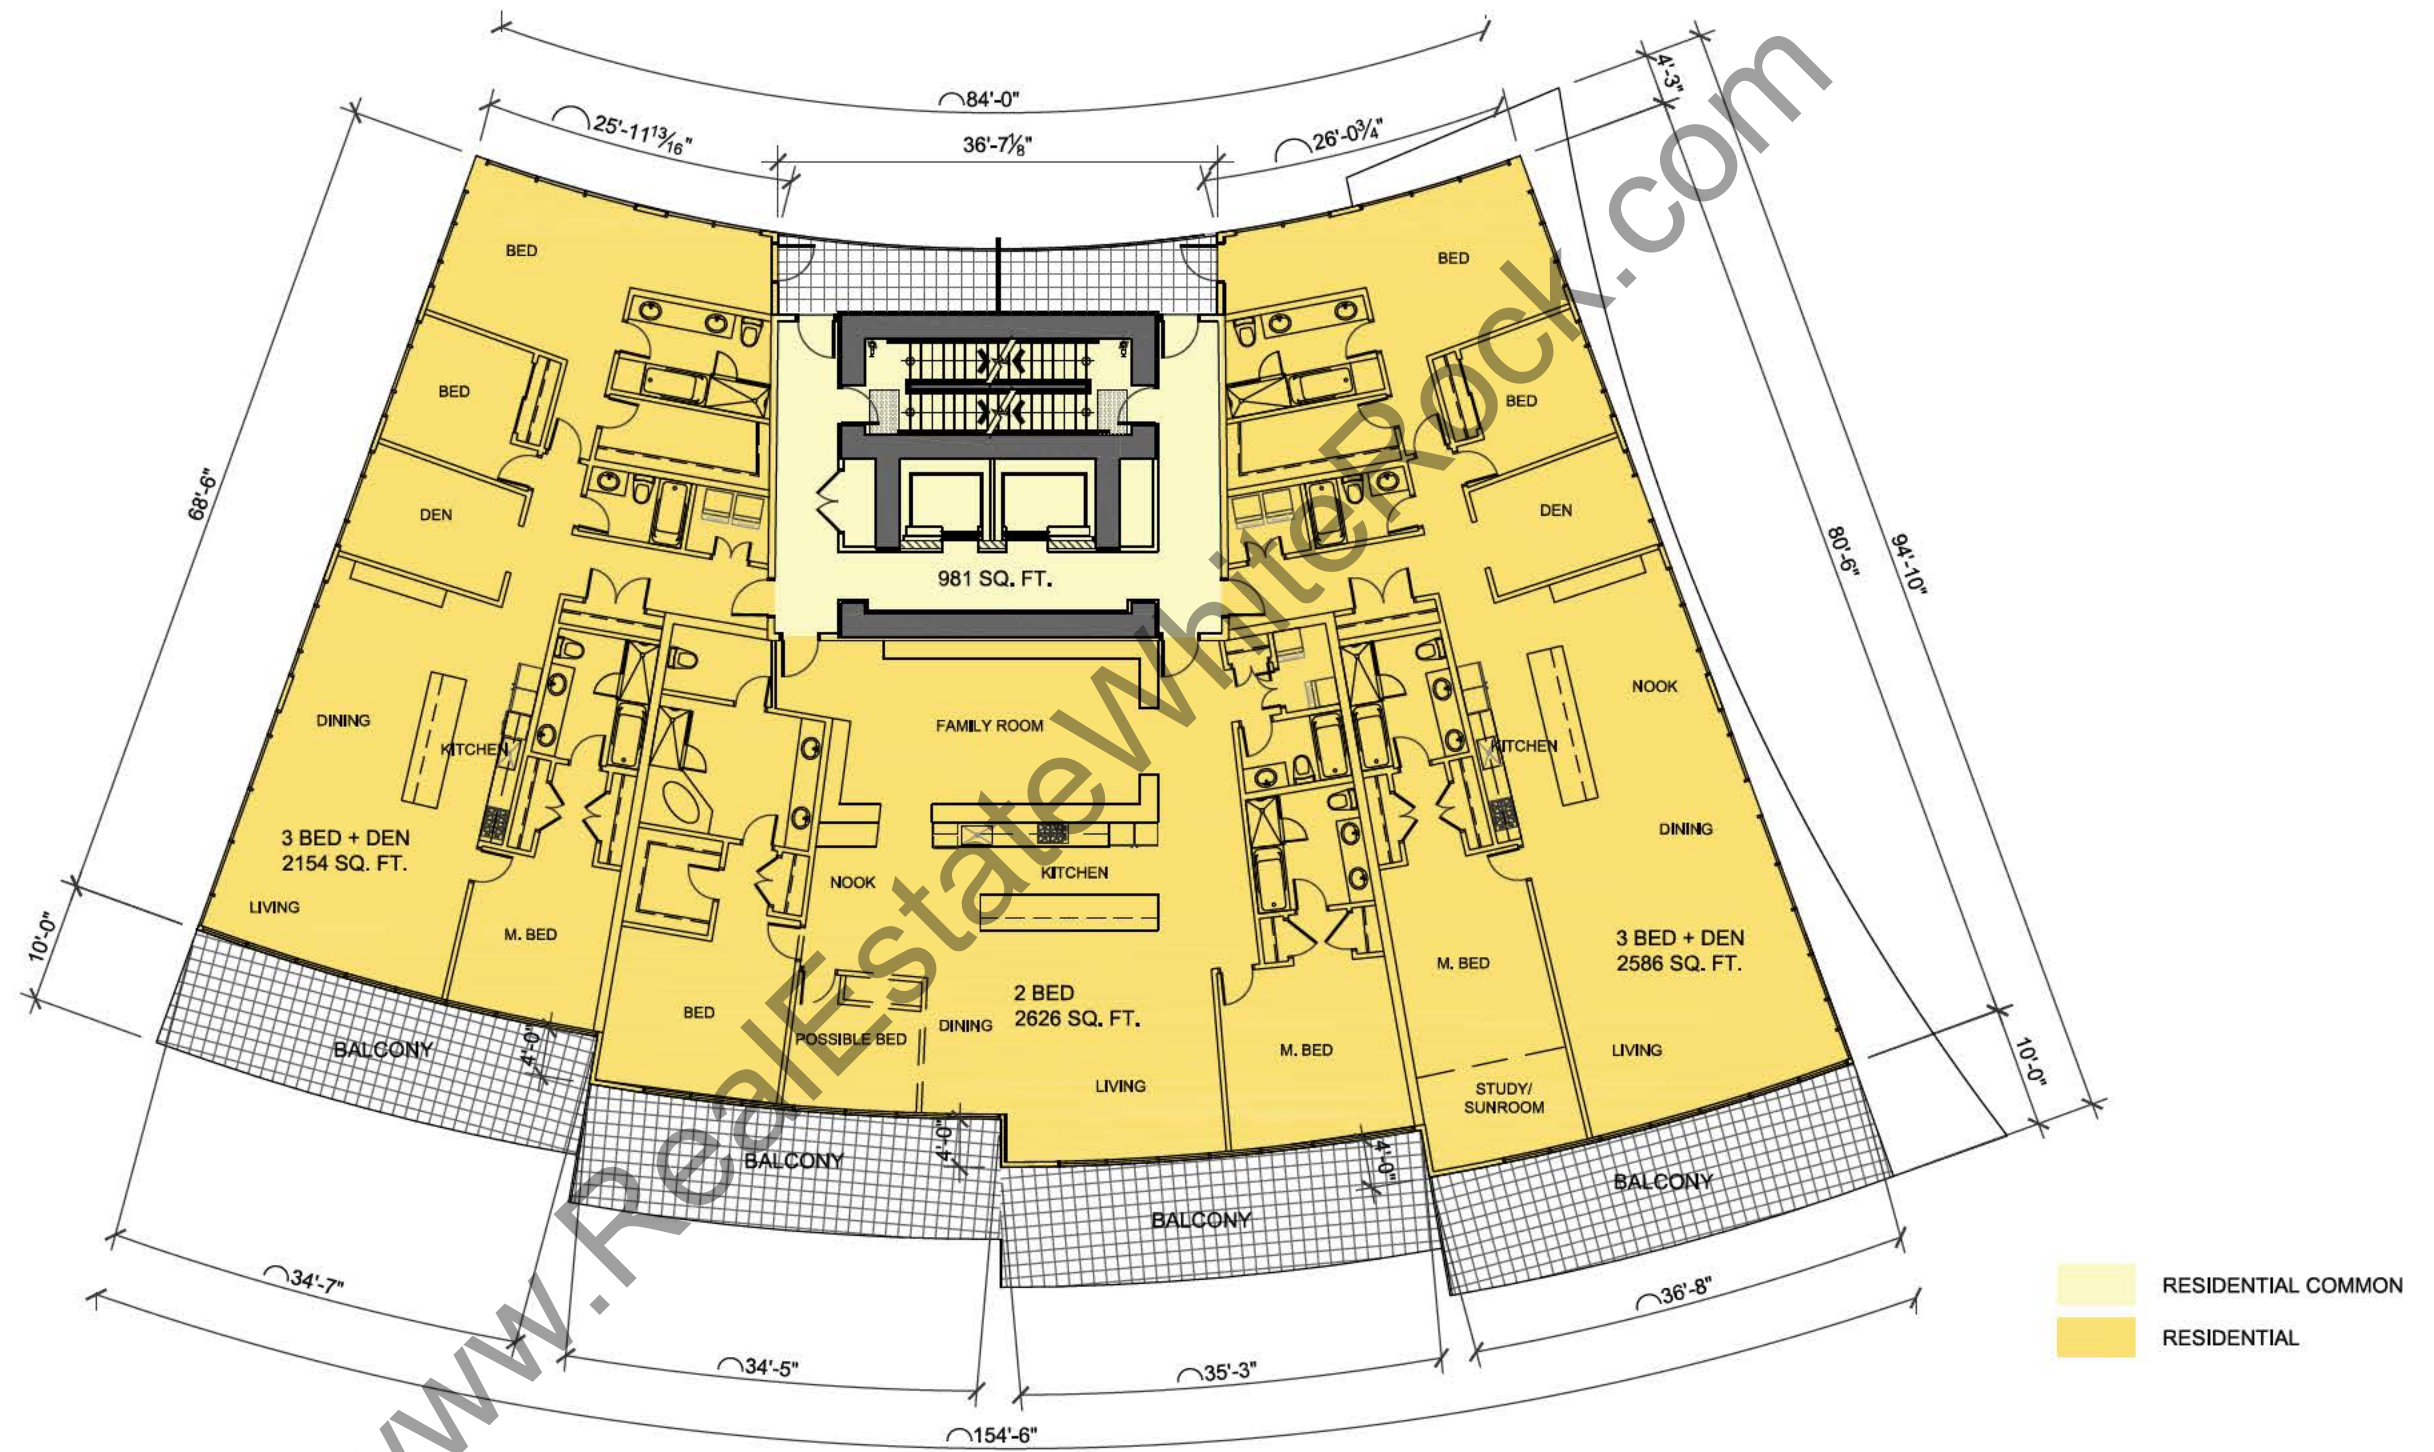 84'-0"
4'-3"
25'-11 13/16"
36'-7 1/8"
26'-0 3/4"
BED
BED
BED
BED
DEN
DEN
68'-6"
80'-6"
94'-10"
981 SQ. FT.
NOOK
DINING
KITCHEN
FAMILY ROOM
KITCHEN
DINING
3 BED + DEN
2154 SQ. FT.
NOOK
KITCHEN
LIVING
M. BED
10'-0"
3 BED + DEN
2586 SQ. FT.
M. BED
2 BED
2626 SQ. FT.
BED
POSSIBLE BED
DINING
M. BED
LIVING
BALCONY
4'-0"
LIVING
STUDY/
SUNROOM
10'-0"
4'-0"
BALCONY
4'-0"
BALCONY
BALCONY
34'-7"
36'-8"
34'-5"
35'-3"
154'-6"
RESIDENTIAL COMMON
RESIDENTIAL
www.RealEstateWhiteRock.com